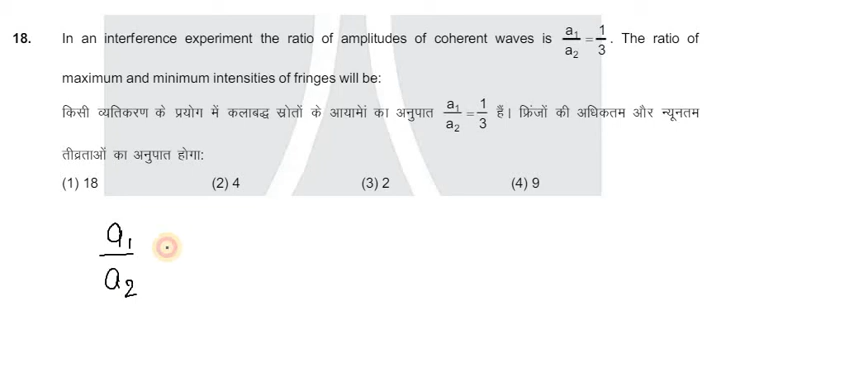 18. In an interference experiment the ratio of amplitudes of coherent waves is a₁/a₂ = 1/3. The ratio of
maximum and minimum intensities of fringes will be:
किसी व्यतिकरण के प्रयोग में कलाबद्ध स्रोतों के आयामों का अनुपात a₁/a₂ = 1/3 हैं। फ्रिंजों की अधिकतम और न्यूनतम
तीव्रताओं का अनुपात होगा:
(1) 18 (2) 4 (3) 2 (4) 9
a₁/a₂